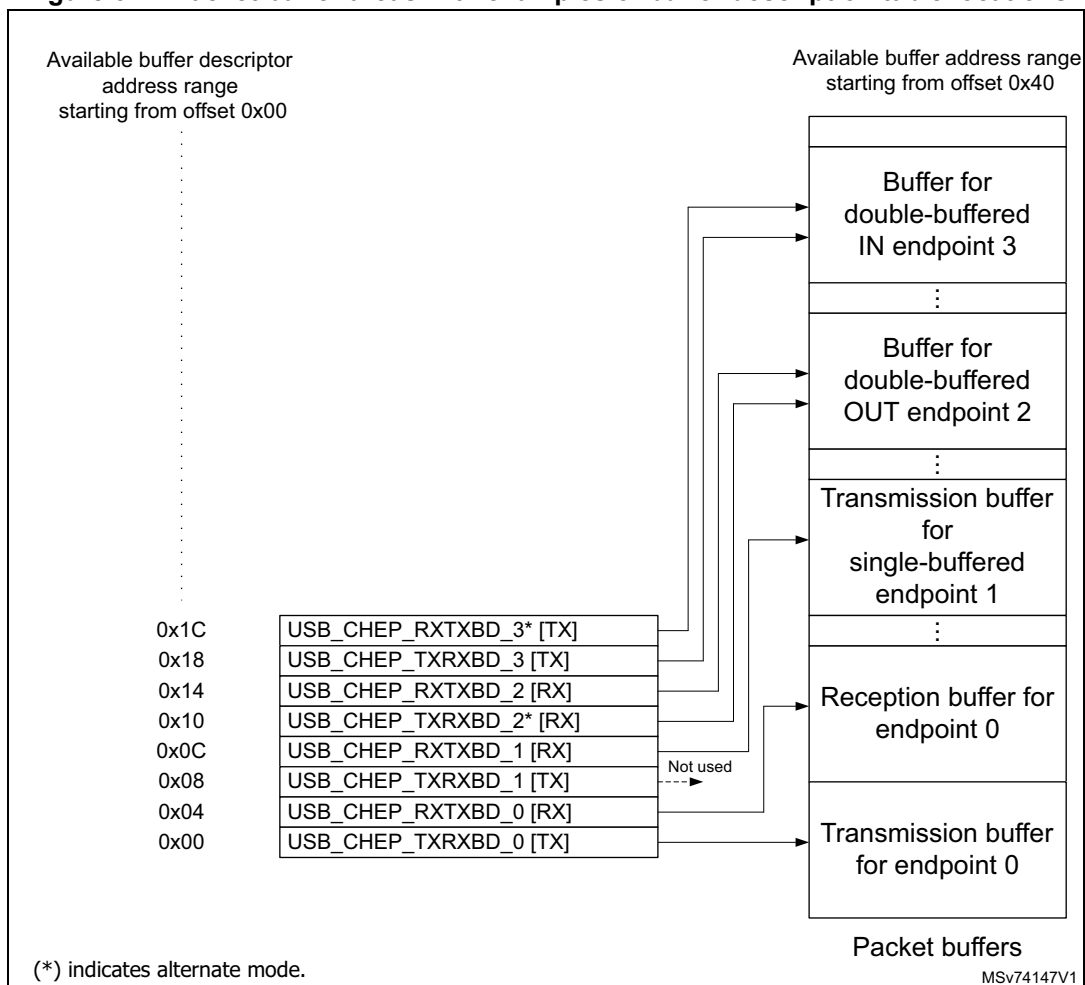 Available buffer descriptor
address range
starting from offset 0x00
Available buffer address range
starting from offset 0x40
Buffer for
double-buffered
IN endpoint 3
⋮
Buffer for
double-buffered
OUT endpoint 2
⋮
Transmission buffer
for
single-buffered
endpoint 1
⋮
Reception buffer for
endpoint 0
Transmission buffer
for endpoint 0
0x1C USB_CHEP_RXTXBD_3* [TX]
0x18 USB_CHEP_TXRXBD_3 [TX]
0x14 USB_CHEP_RXTXBD_2 [RX]
0x10 USB_CHEP_TXRXBD_2* [RX]
0x0C USB_CHEP_RXTXBD_1 [RX]
0x08 USB_CHEP_TXRXBD_1 [TX] Not used
0x04 USB_CHEP_RXTXBD_0 [RX]
0x00 USB_CHEP_TXRXBD_0 [TX]
Packet buffers
(*) indicates alternate mode.
MSv74147V1